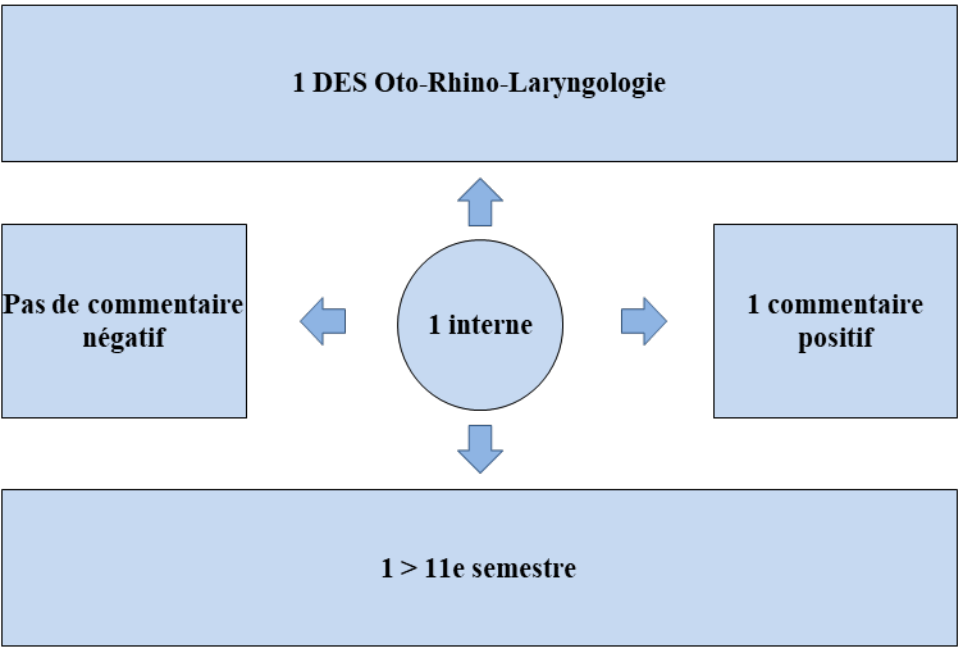 1 DES Oto-Rhino-Laryngologie
Pas de commentaire
négatif
1 interne
1 commentaire
positif
1 > 11e semestre